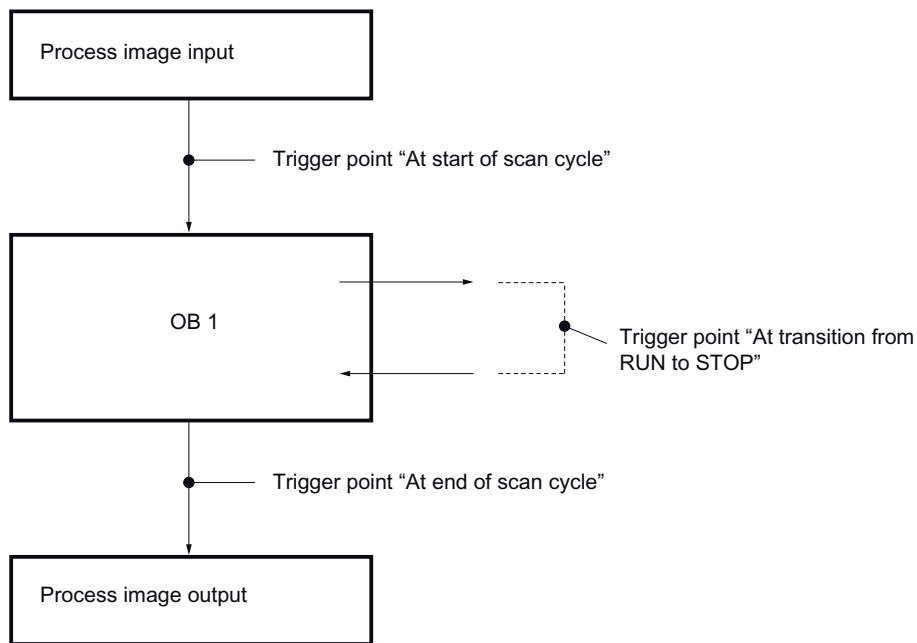 Process image input
Trigger point “At start of scan cycle”
OB 1
Trigger point “At transition from
RUN to STOP”
Trigger point “At end of scan cycle”
Process image output